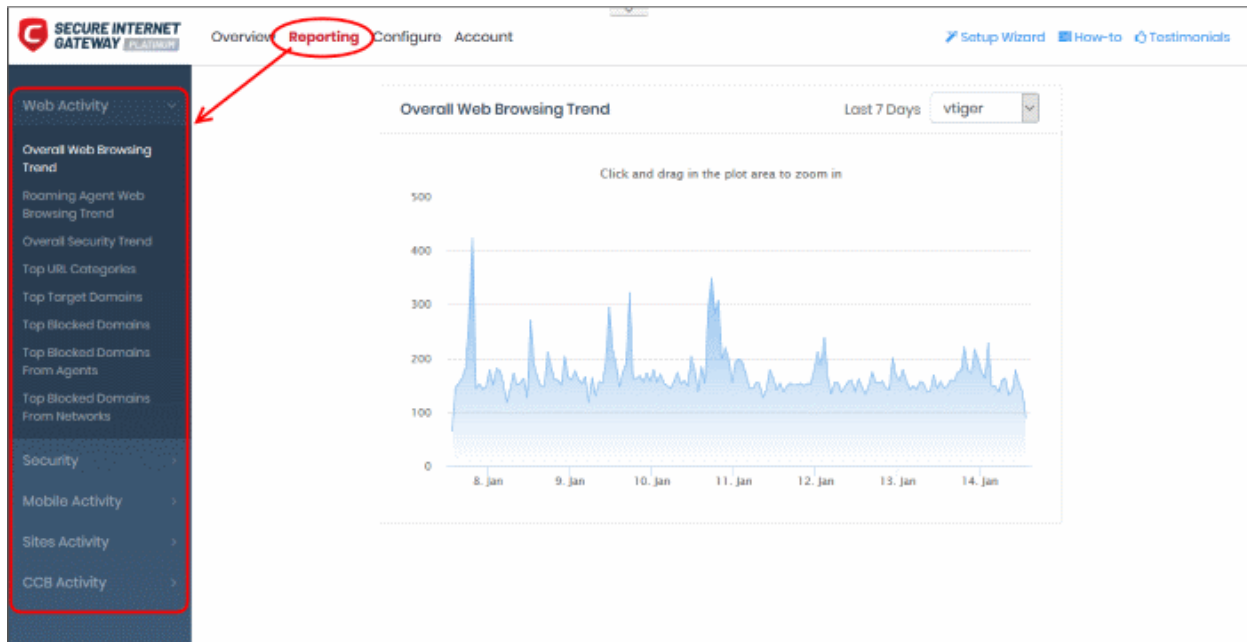 SECURE INTERNET
GATEWAY PLATINUM
Overview Reporting Configure Account
Setup Wizard How-to Testimonials
Web Activity
Overall Web Browsing
Trend
Roaming Agent Web
Browsing Trend
Overall Security Trend
Top URL Categories
Top Target Domains
Top Blocked Domains
Top Blocked Domains
From Agents
Top Blocked Domains
From Networks
Security
Mobile Activity
Sites Activity
CCB Activity
Overall Web Browsing Trend
Last 7 Days vtiger
Click and drag in the plot area to zoom in
500
400
300
200
100
0
8. Jan 9. Jan 10. Jan 11. Jan 12. Jan 13. Jan 14. Jan